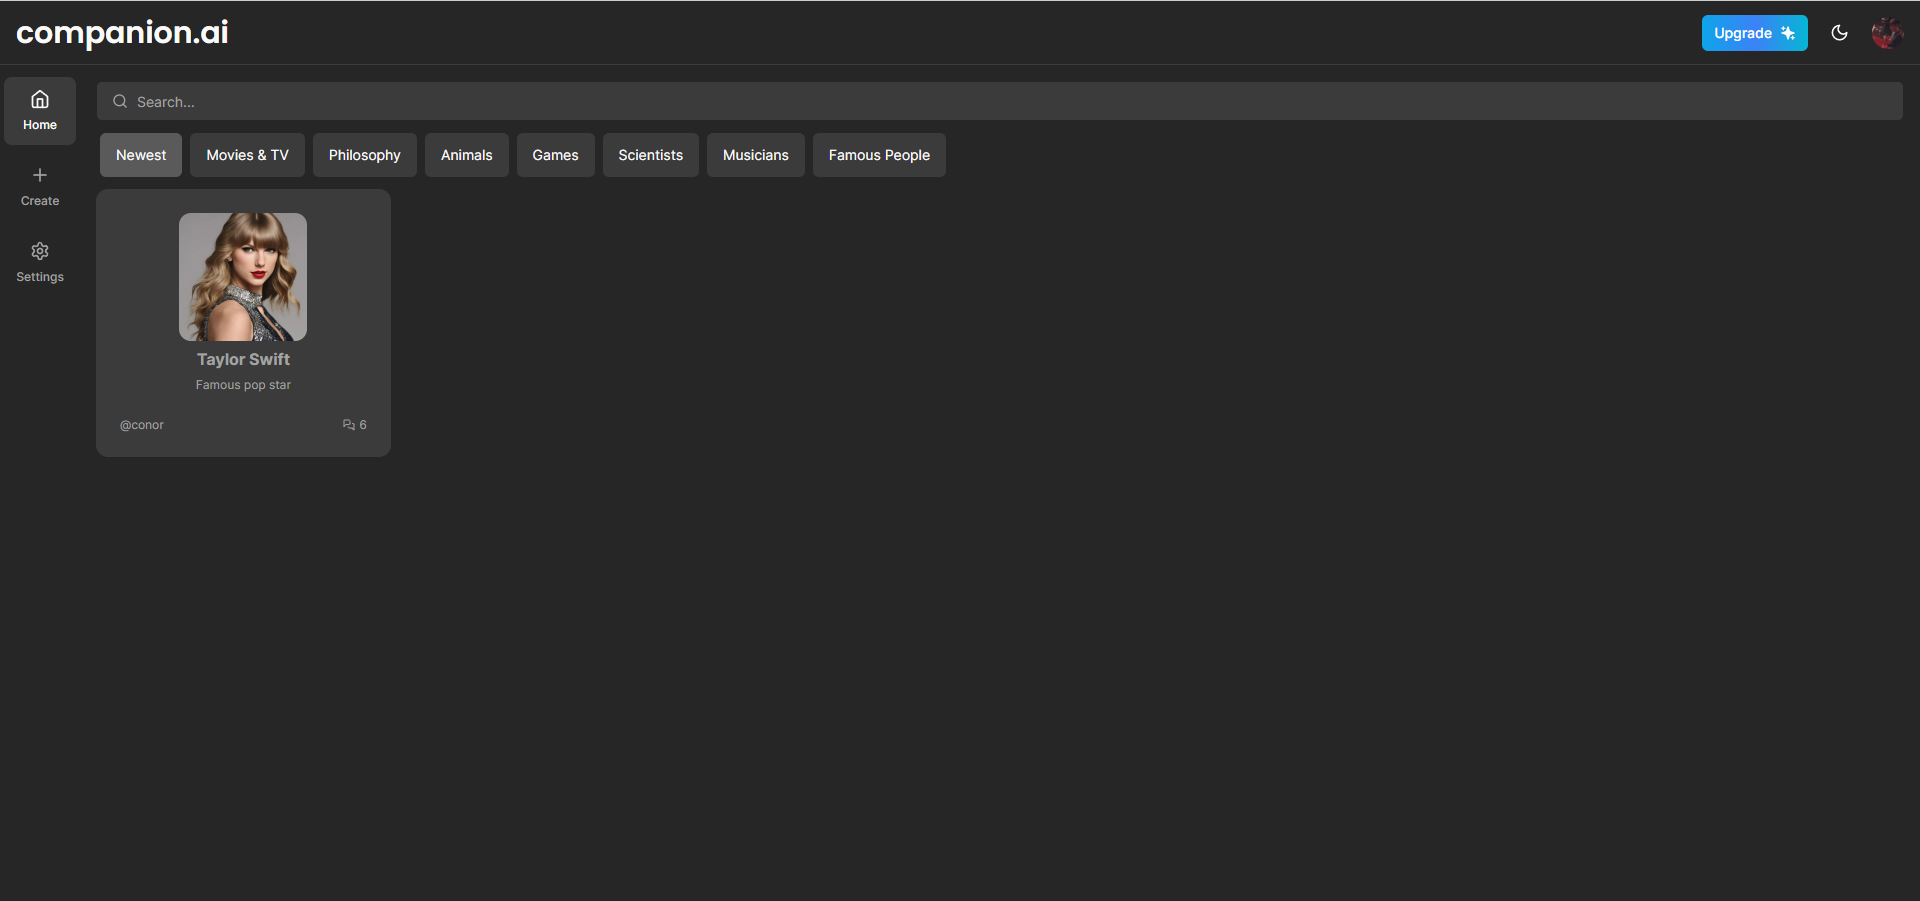 companion.ai
Upgrade
Home
Create
Settings
Search...
Newest Movies & TV Philosophy Animals Games Scientists Musicians Famous People
Taylor Swift
Famous pop star
@conor 6